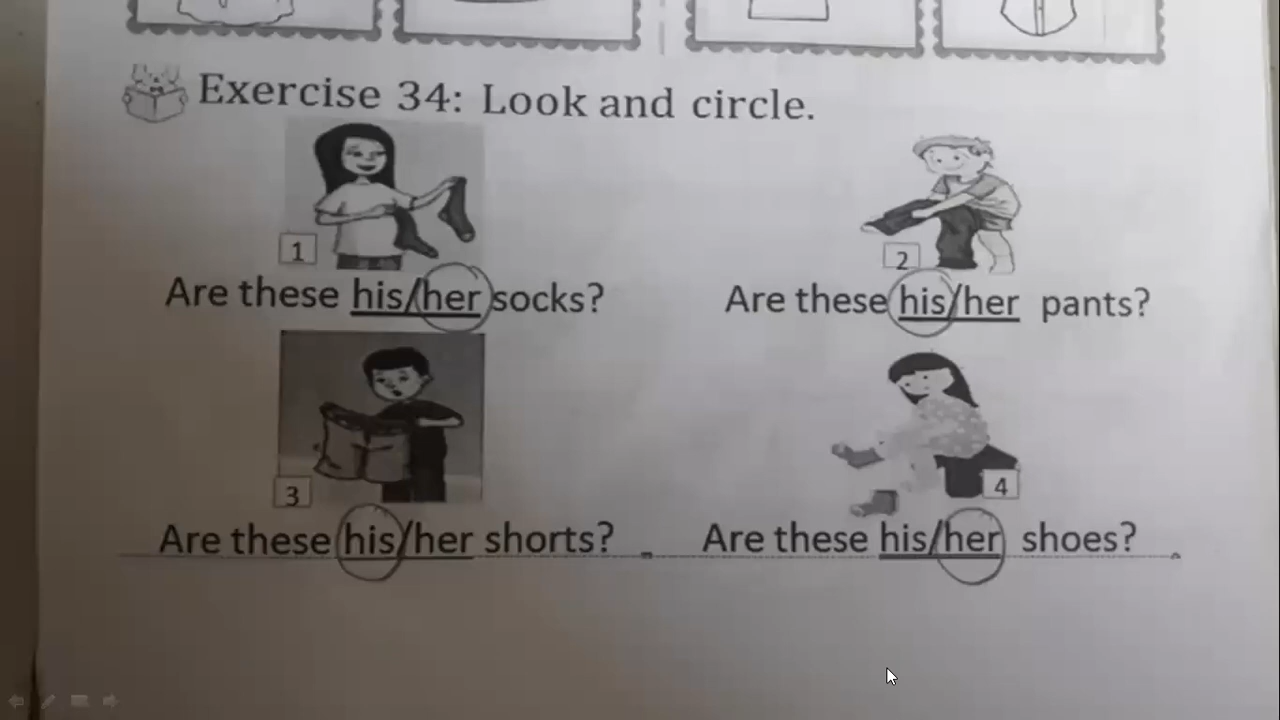 Exercise 34: Look and circle.
1
2
Are these his/her socks?
Are these his/her pants?
3
4
Are these his/her shorts?
Are these his/her shoes?